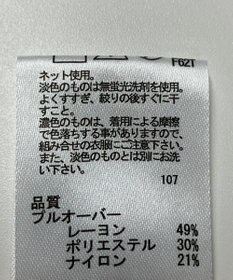 F62T
ネット使用。
淡色のものは無蛍光洗剤を使用。
よくすすぎ、絞りの後すぐに干
すこと。
濃色のものは、着用による摩擦
で色落ちする事がありますので、
組み合せの衣服にご注意下さい。
また、淡色のものとは別にお洗
い下さい。
107
品質
プルオーバー
レーヨン 49%
ポリエステル 30%
ナイロン 21%